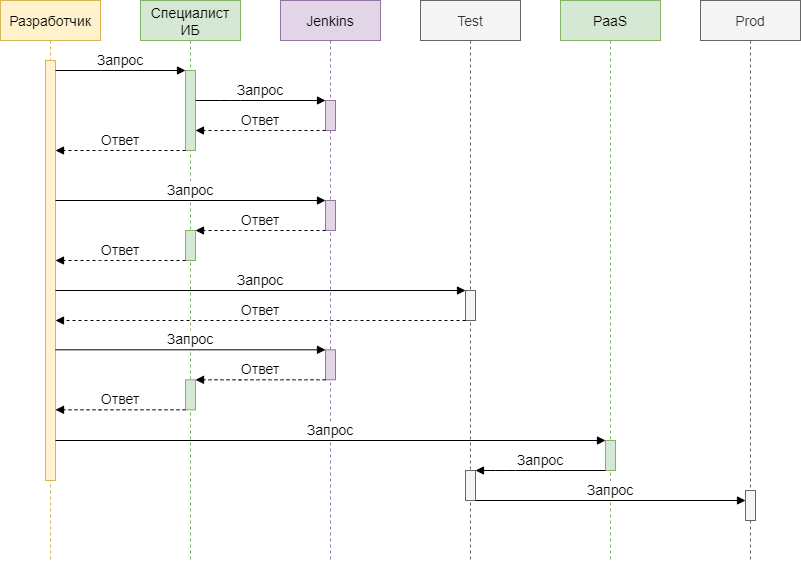 Разработчик
Специалист
ИБ
Jenkins
Test
PaaS
Prod
Запрос
Запрос
Ответ
Ответ
Запрос
Ответ
Ответ
Запрос
Ответ
Запрос
Ответ
Ответ
Запрос
Запрос
Запрос